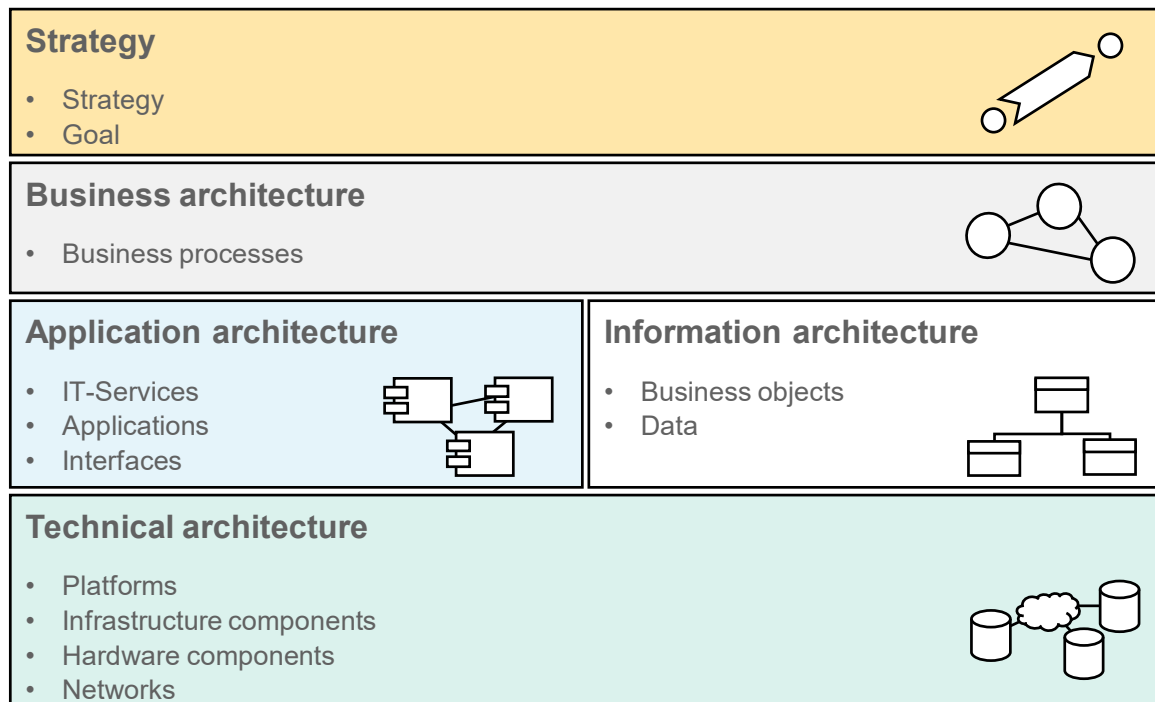 Strategy
• Strategy
• Goal
Business architecture
• Business processes
Application architecture
• IT-Services
• Applications
• Interfaces
Information architecture
• Business objects
• Data
Technical architecture
• Platforms
• Infrastructure components
• Hardware components
• Networks